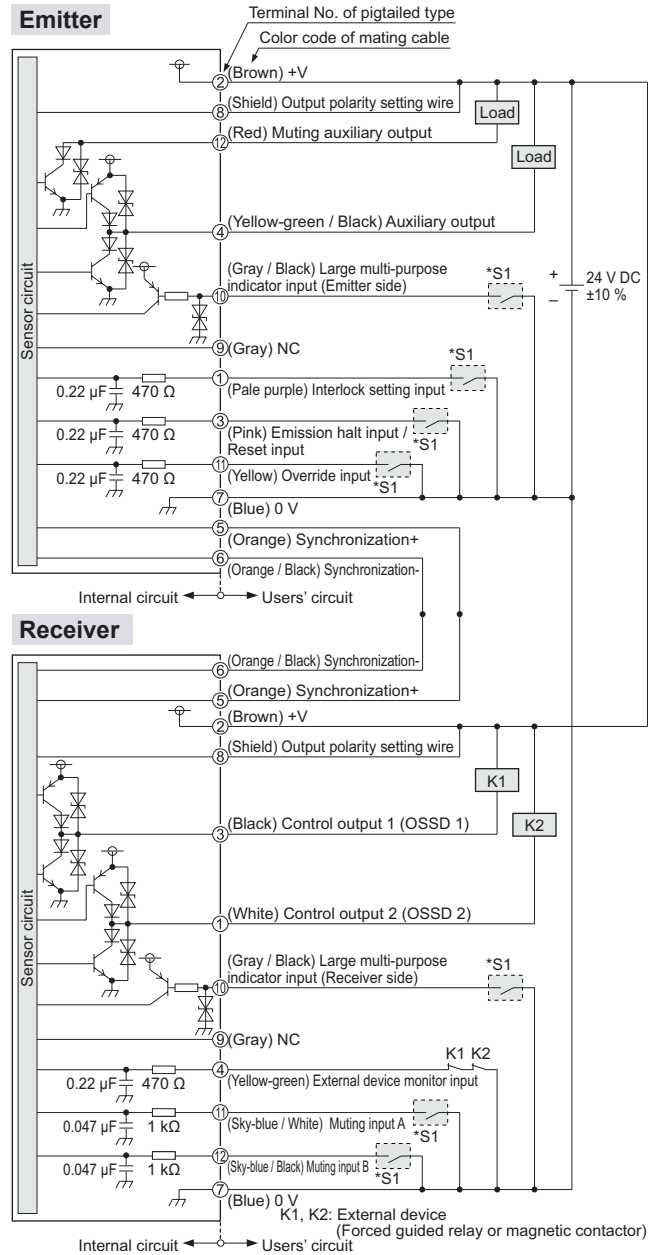 Emitter
Terminal No. of pigtailed type
Color code of mating cable
② (Brown) +V
⑧ (Shield) Output polarity setting wire
Load
⑫ (Red) Muting auxiliary output
Load
④ (Yellow-green / Black) Auxiliary output
(Gray / Black) Large multi-purpose
indicator input (Emitter side)
⑩
*S1
+
−
24 V DC
±10 %
Sensor circuit
⑨ (Gray) NC
*S1
①
0.22 µF 470 Ω
(Pale purple) Interlock setting input
③
0.22 µF 470 Ω
(Pink) Emission halt input /
Reset input
*S1
⑪
0.22 µF 470 Ω
(Yellow) Override input
*S1
⑦
(Blue) 0 V
⑤
(Orange) Synchronization+
⑥
(Orange / Black) Synchronization-
Internal circuit
Users' circuit
Receiver
(Orange / Black) Synchronization-
⑥
(Orange) Synchronization+
⑤
(Brown) +V
②
(Shield) Output polarity setting wire
⑧
K1
K2
③ (Black) Control output 1 (OSSD 1)
① (White) Control output 2 (OSSD 2)
Sensor circuit
(Gray / Black) Large multi-purpose
indicator input (Receiver side)
⑩
*S1
⑨ (Gray) NC
K1 K2
④
0.22 µF 470 Ω
(Yellow-green) External device monitor input
⑪
0.047 µF 1 kΩ
(Sky-blue / White) Muting input A
*S1
⑫
0.047 µF 1 kΩ
(Sky-blue / Black) Muting input B
*S1
⑦
(Blue) 0 V
K1, K2: External device
(Forced guided relay or magnetic contactor)
Internal circuit
Users' circuit